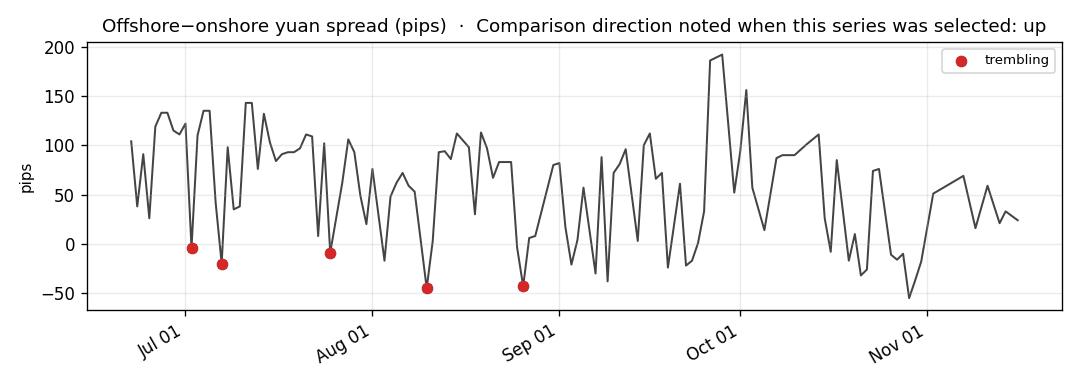 Offshore−onshore yuan spread (pips)  ·  Comparison direction noted when this series was selected: up
trembling
pips
200
150
100
50
0
−50
Jul 01
Aug 01
Sep 01
Oct 01
Nov 01